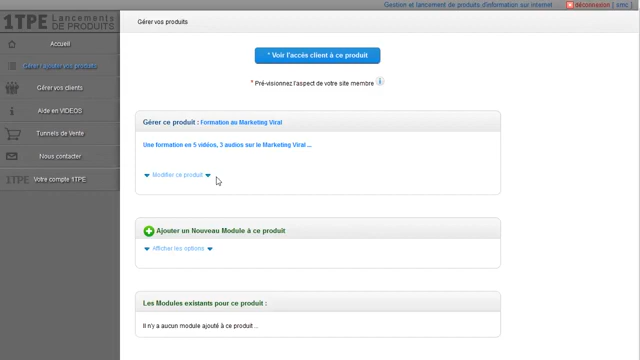 Gestion et lancement de produits d'information sur internet
déconnexion [ smc ]
1TPE Lancements DE PRODUITS
Gérer vos produits
Accueil
Gérer / ajouter vos produits
Gérer vos clients
Aide en VIDEOS
Tunnels de Vente
Nous contacter
1TPE Votre compte 1TPE
* Voir l'accès client à ce produit
* Pré-visionnez l'aspect de votre site membre
Gérer ce produit : Formation au Marketing Viral
Une formation en 5 vidéos, 3 audios sur le Marketing Viral ...
Modifier ce produit
Ajouter un Nouveau Module à ce produit
Afficher les options
Les Modules existants pour ce produit :
Il n'y a aucun module ajouté à ce produit ...